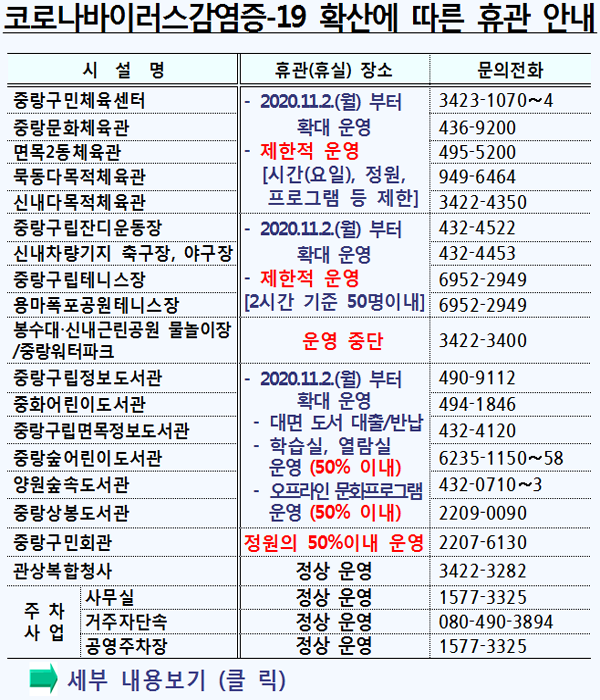 코로나바이러스감염증-19 확산에 따른 휴관 안내
시 설 명 휴관(휴실) 장소 문의전화
중랑구민체육센터 3423-1070~4
중랑문화체육관 436-9200
면목2동체육관 495-5200
묵동다목적체육관 949-6464
신내다목적체육관 3422-4350
- 2020.11.2.(월) 부터
확대 운영
- 제한적 운영
[시간(요일), 정원,
프로그램 등 제한]
중랑구립잔디운동장 432-4522
신내차량기지 축구장, 야구장 432-4453
중랑구립테니스장 6952-2949
용마폭포공원테니스장 6952-2949
- 2020.11.2.(월) 부터
확대 운영
- 제한적 운영
[2시간 기준 50명이내]
봉수대·신내근린공원 물놀이장
/중랑워터파크
운영 중단 3422-3400
중랑구립정보도서관 490-9112
중화어린이도서관 494-1846
중랑구립면목정보도서관 432-4120
중랑숲어린이도서관 6235-1150~58
양원숲속도서관 432-0710~3
중랑상봉도서관 2209-0090
- 2020.11.2.(월) 부터
확대 운영
- 대면 도서 대출/반납
- 학습실, 열람실
운영 (50% 이내)
- 오프라인 문화프로그램
운영 (50% 이내)
중랑구민회관 정원의 50%이내 운영 2207-6130
관상복합청사 정상 운영 3422-3282
주 차
사 업
사무실 정상 운영 1577-3325
거주자단속 정상 운영 080-490-3894
공영주차장 정상 운영 1577-3325
세부 내용보기 (클 릭)